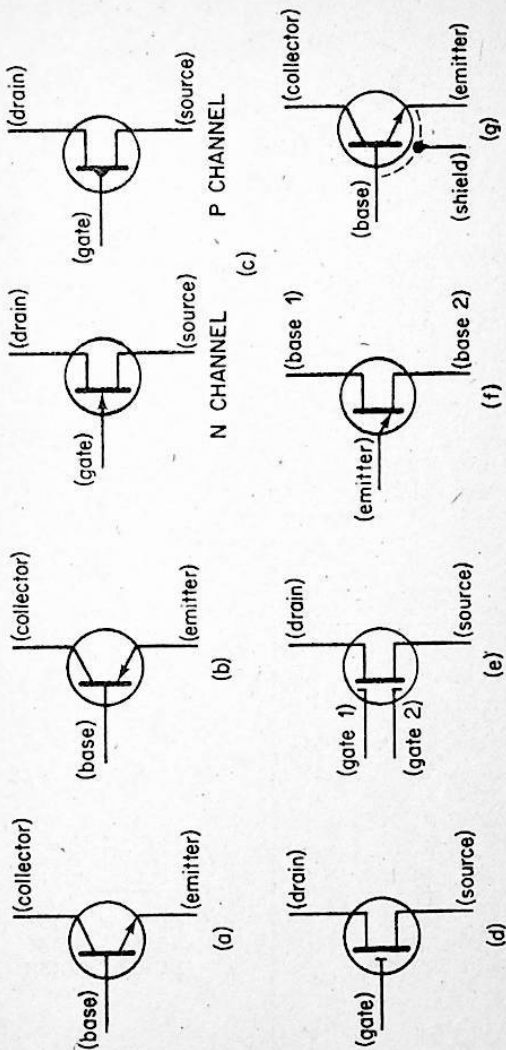 (collector)
(base)
(emitter)
(a)
(collector)
(base)
(emitter)
(b)
(drain)
(gate)
(source)
N CHANNEL
(drain)
(gate)
(source)
P CHANNEL
(c)
(drain)
(gate)
(source)
(d)
(drain)
(gate 1)
(gate 2)
(source)
(e)
(base 1)
(emitter)
(base 2)
(f)
(collector)
(base)
(emitter)
(shield)
(g)